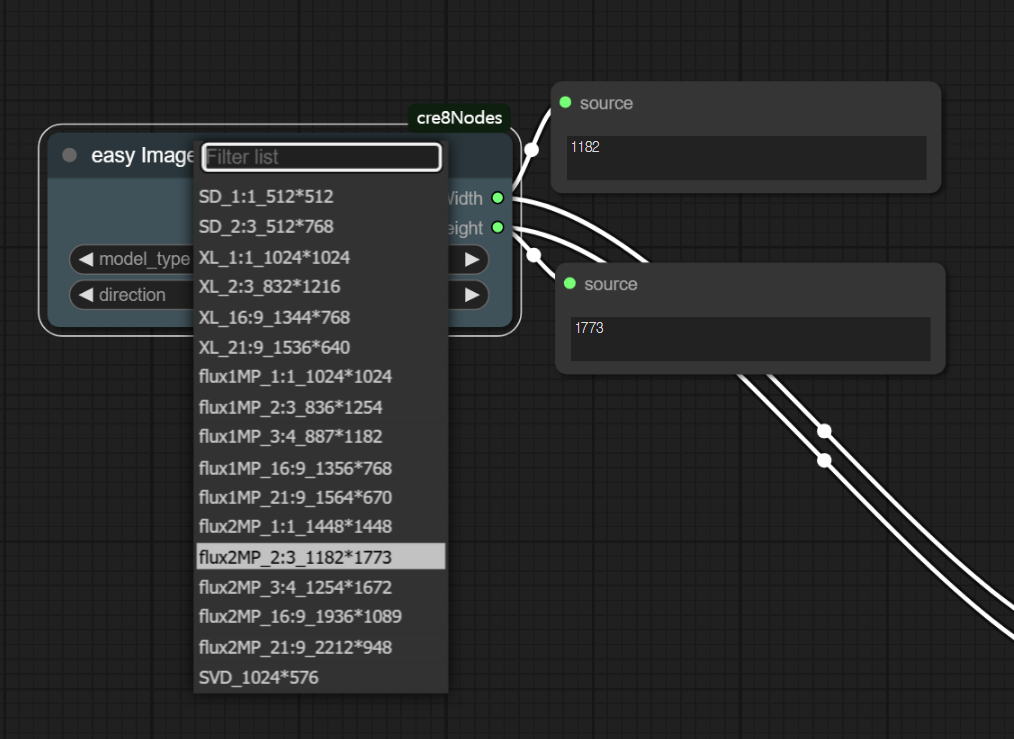 cre8Nodes
easy Image
Filter list
Width
eight
model_type
direction
SD_1:1_512*512
SD_2:3_512*768
XL_1:1_1024*1024
XL_2:3_832*1216
XL_16:9_1344*768
XL_21:9_1536*640
flux1MP_1:1_1024*1024
flux1MP_2:3_836*1254
flux1MP_3:4_887*1182
flux1MP_16:9_1356*768
flux1MP_21:9_1564*670
flux2MP_1:1_1448*1448
flux2MP_2:3_1182*1773
flux2MP_3:4_1254*1672
flux2MP_16:9_1936*1089
flux2MP_21:9_2212*948
SVD_1024*576
source
1182
source
1773